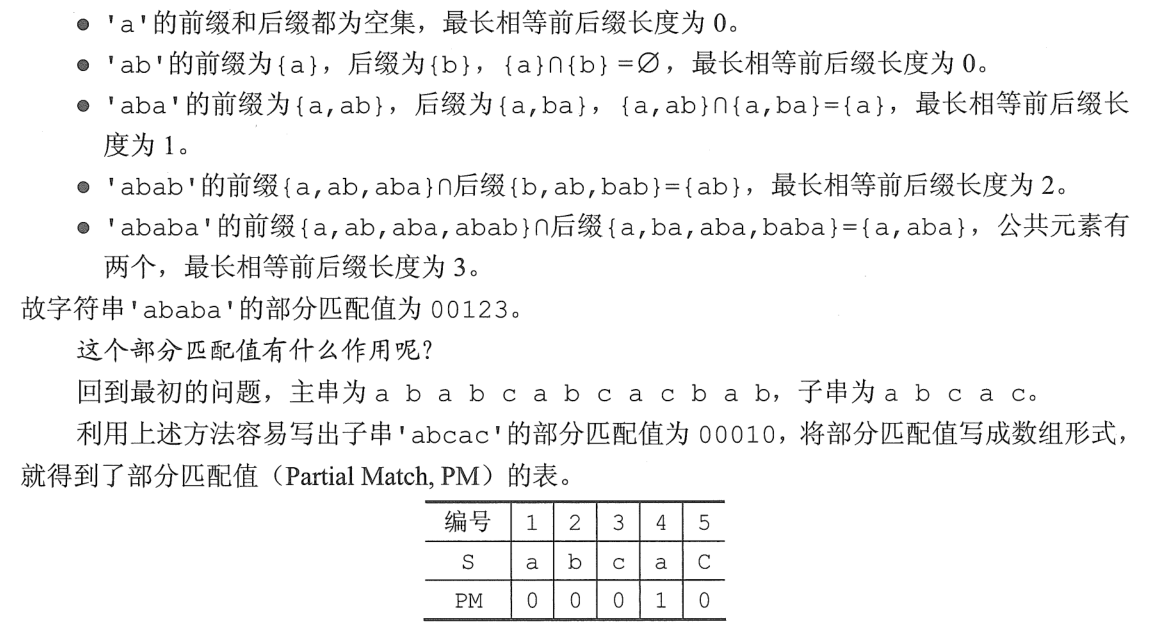 ● 'a'的前缀和后缀都为空集，最长相等前后缀长度为 0。
● 'ab'的前缀为{a}，后缀为{b}，{a}∩{b}=∅，最长相等前后缀长度为 0。
● 'aba'的前缀为{a,ab}，后缀为{a,ba}，{a,ab}∩{a,ba}={a}，最长相等前后缀长
度为 1。
● 'abab'的前缀{a,ab,aba}∩后缀{b,ab,bab}={ab}，最长相等前后缀长度为 2。
● 'ababa'的前缀{a,ab,aba,abab}∩后缀{a,ba,aba,baba}={a,aba}，公共元素有
两个，最长相等前后缀长度为 3。
故字符串'ababa'的部分匹配值为 00123。
这个部分匹配值有什么作用呢？
回到最初的问题，主串为 a b a b c a b c a c b a b，子串为 a b c a c。
利用上述方法容易写出子串'abcac'的部分匹配值为 00010，将部分匹配值写成数组形式，
就得到了部分匹配值（Partial Match, PM）的表。
编号 1 2 3 4 5
S a b c a C
PM 0 0 0 1 0